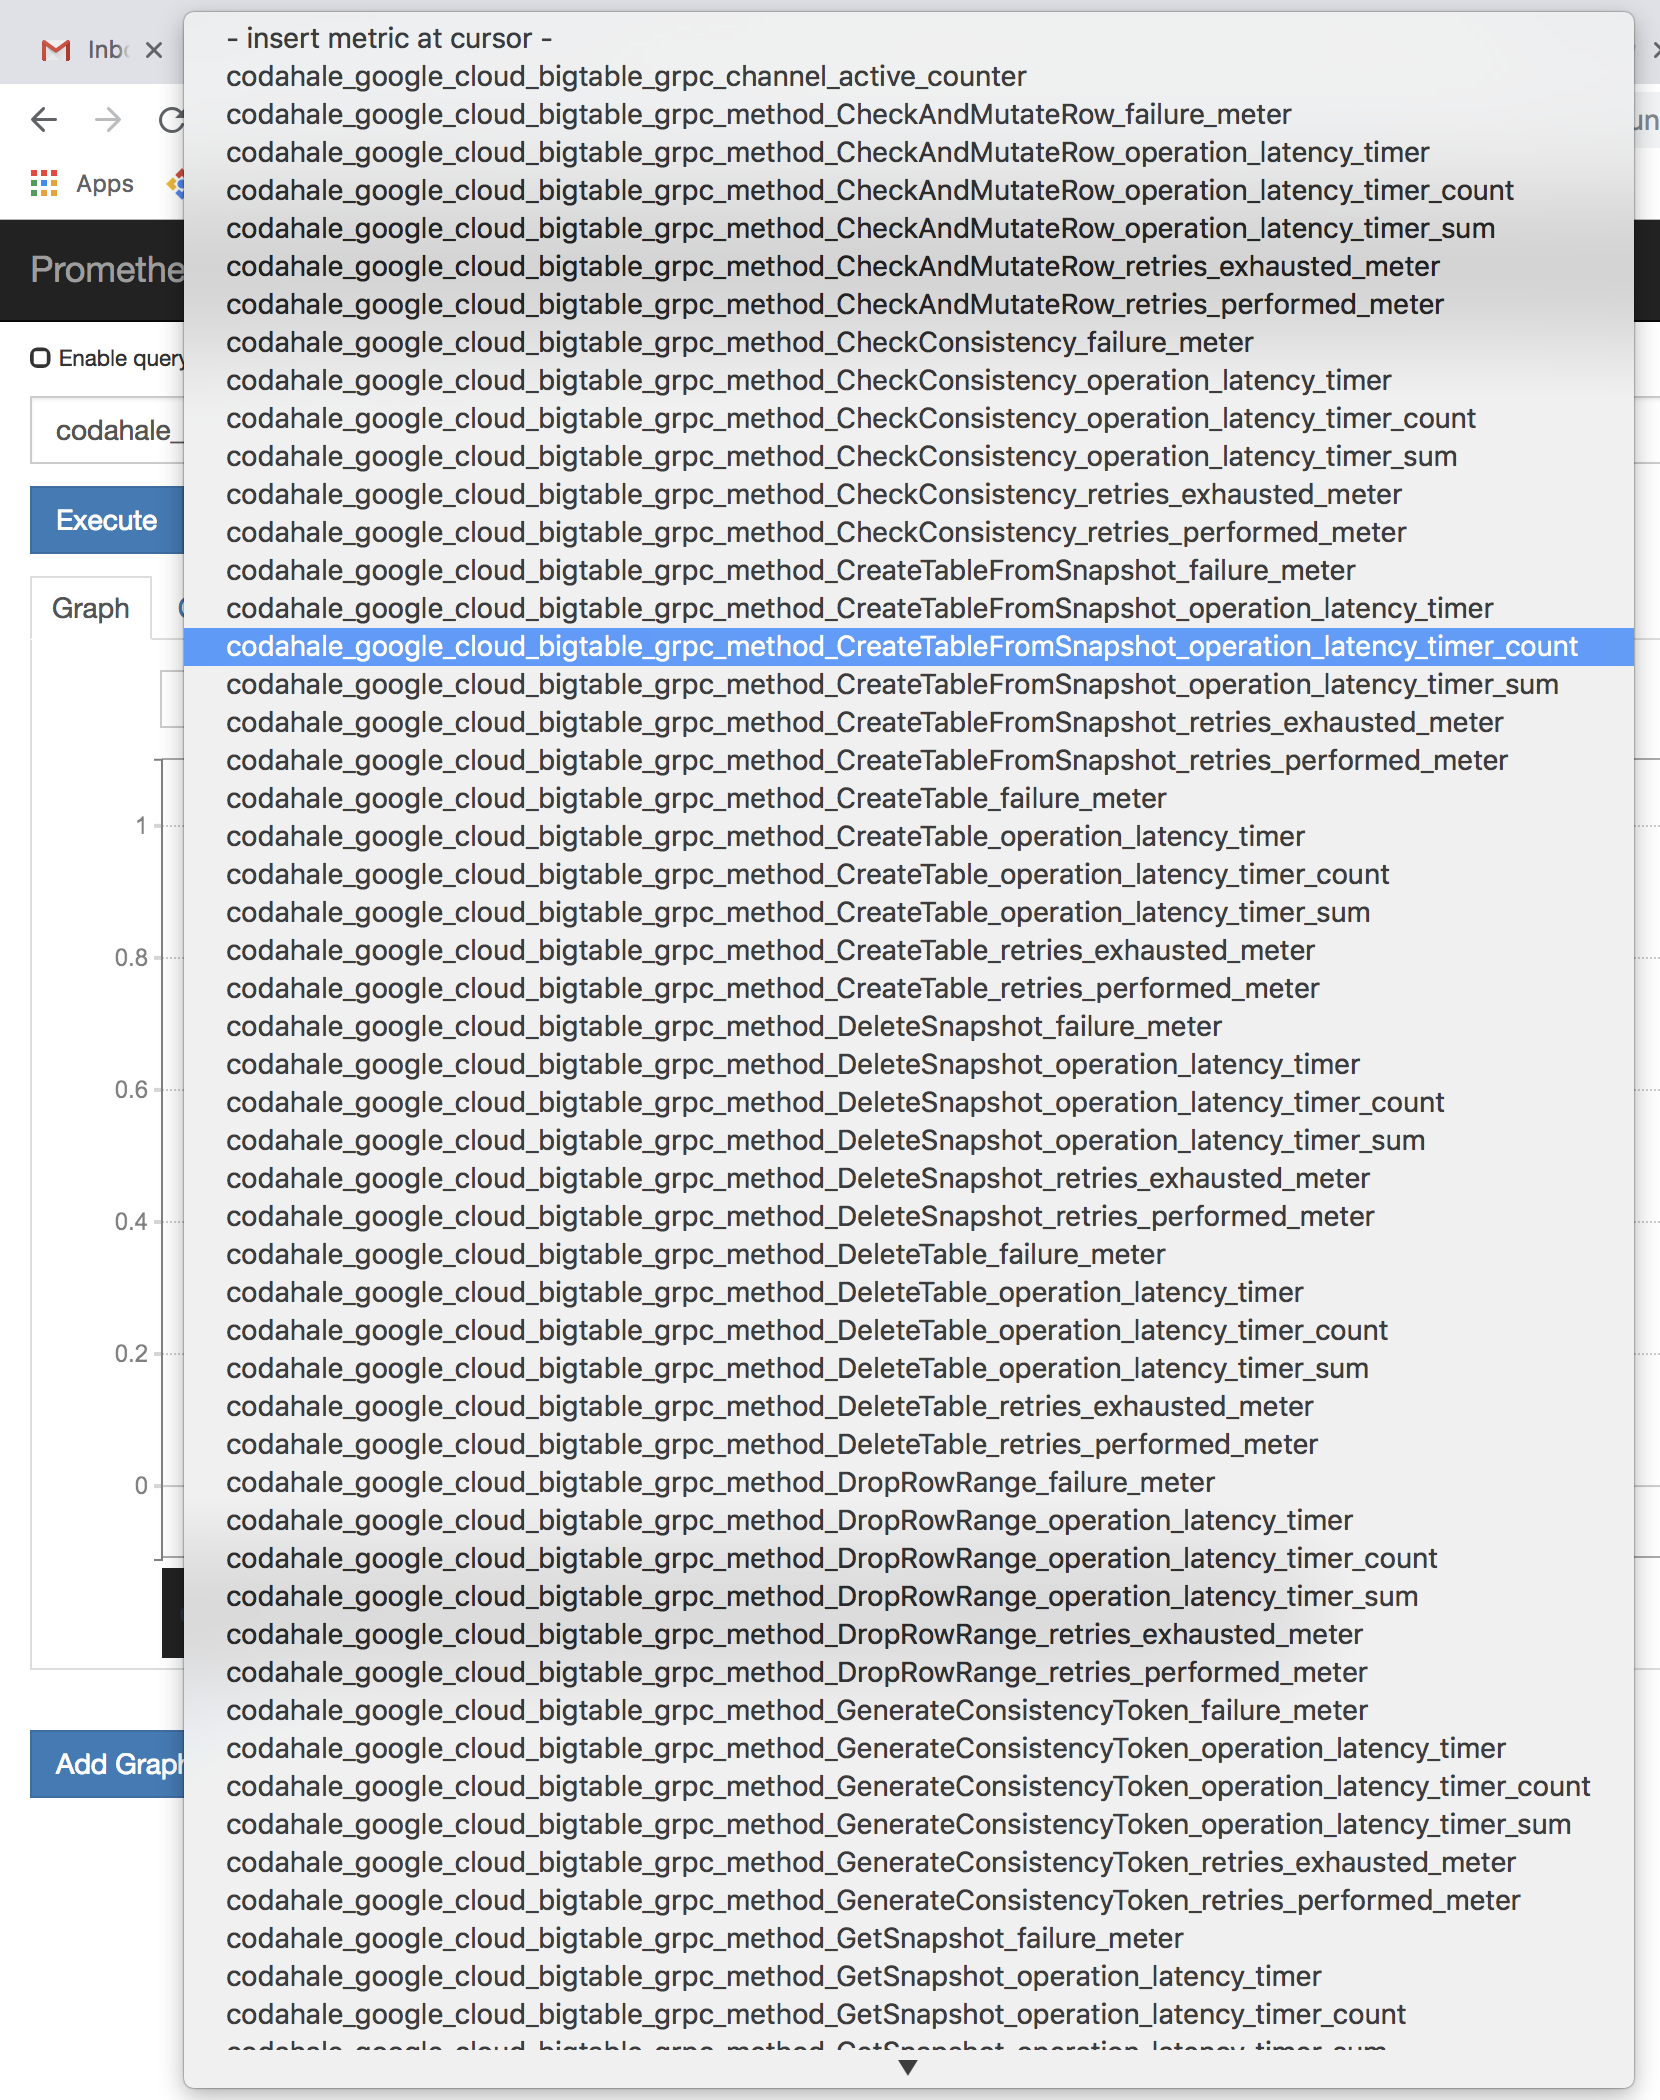 - insert metric at cursor -
Inbo
codahale_google_cloud_bigtable_grpc_channel_active_counter
codahale_google_cloud_bigtable_grpc_method_CheckAndMutateRow_failure_meter
codahale_google_cloud_bigtable_grpc_method_CheckAndMutateRow_operation_latency_timer
Apps
codahale_google_cloud_bigtable_grpc_method_CheckAndMutateRow_operation_latency_timer_count
codahale_google_cloud_bigtable_grpc_method_CheckAndMutateRow_operation_latency_timer_sum
Promethe
codahale_google_cloud_bigtable_grpc_method_CheckAndMutateRow_retries_exhausted_meter
codahale_google_cloud_bigtable_grpc_method_CheckAndMutateRow_retries_performed_meter
codahale_google_cloud_bigtable_grpc_method_CheckConsistency_failure_meter
Enable query
codahale_google_cloud_bigtable_grpc_method_CheckConsistency_operation_latency_timer
codahale_google_cloud_bigtable_grpc_method_CheckConsistency_operation_latency_timer_count
codahale_
codahale_google_cloud_bigtable_grpc_method_CheckConsistency_operation_latency_timer_sum
codahale_google_cloud_bigtable_grpc_method_CheckConsistency_retries_exhausted_meter
Execute
codahale_google_cloud_bigtable_grpc_method_CheckConsistency_retries_performed_meter
codahale_google_cloud_bigtable_grpc_method_CreateTableFromSnapshot_failure_meter
Graph
codahale_google_cloud_bigtable_grpc_method_CreateTableFromSnapshot_operation_latency_timer
codahale_google_cloud_bigtable_grpc_method_CreateTableFromSnapshot_operation_latency_timer_count
codahale_google_cloud_bigtable_grpc_method_CreateTableFromSnapshot_operation_latency_timer_sum
codahale_google_cloud_bigtable_grpc_method_CreateTableFromSnapshot_retries_exhausted_meter
codahale_google_cloud_bigtable_grpc_method_CreateTableFromSnapshot_retries_performed_meter
codahale_google_cloud_bigtable_grpc_method_CreateTable_failure_meter
1
codahale_google_cloud_bigtable_grpc_method_CreateTable_operation_latency_timer
codahale_google_cloud_bigtable_grpc_method_CreateTable_operation_latency_timer_count
codahale_google_cloud_bigtable_grpc_method_CreateTable_operation_latency_timer_sum
0.8
codahale_google_cloud_bigtable_grpc_method_CreateTable_retries_exhausted_meter
codahale_google_cloud_bigtable_grpc_method_CreateTable_retries_performed_meter
codahale_google_cloud_bigtable_grpc_method_DeleteSnapshot_failure_meter
codahale_google_cloud_bigtable_grpc_method_DeleteSnapshot_operation_latency_timer
0.6
codahale_google_cloud_bigtable_grpc_method_DeleteSnapshot_operation_latency_timer_count
codahale_google_cloud_bigtable_grpc_method_DeleteSnapshot_operation_latency_timer_sum
codahale_google_cloud_bigtable_grpc_method_DeleteSnapshot_retries_exhausted_meter
0.4
codahale_google_cloud_bigtable_grpc_method_DeleteSnapshot_retries_performed_meter
codahale_google_cloud_bigtable_grpc_method_DeleteTable_failure_meter
codahale_google_cloud_bigtable_grpc_method_DeleteTable_operation_latency_timer
codahale_google_cloud_bigtable_grpc_method_DeleteTable_operation_latency_timer_count
0.2
codahale_google_cloud_bigtable_grpc_method_DeleteTable_operation_latency_timer_sum
codahale_google_cloud_bigtable_grpc_method_DeleteTable_retries_exhausted_meter
codahale_google_cloud_bigtable_grpc_method_DeleteTable_retries_performed_meter
0
codahale_google_cloud_bigtable_grpc_method_DropRowRange_failure_meter
codahale_google_cloud_bigtable_grpc_method_DropRowRange_operation_latency_timer
codahale_google_cloud_bigtable_grpc_method_DropRowRange_operation_latency_timer_count
codahale_google_cloud_bigtable_grpc_method_DropRowRange_operation_latency_timer_sum
codahale_google_cloud_bigtable_grpc_method_DropRowRange_retries_exhausted_meter
codahale_google_cloud_bigtable_grpc_method_DropRowRange_retries_performed_meter
codahale_google_cloud_bigtable_grpc_method_GenerateConsistencyToken_failure_meter
codahale_google_cloud_bigtable_grpc_method_GenerateConsistencyToken_operation_latency_timer
Add Graph
codahale_google_cloud_bigtable_grpc_method_GenerateConsistencyToken_operation_latency_timer_count
codahale_google_cloud_bigtable_grpc_method_GenerateConsistencyToken_operation_latency_timer_sum
codahale_google_cloud_bigtable_grpc_method_GenerateConsistencyToken_retries_exhausted_meter
codahale_google_cloud_bigtable_grpc_method_GenerateConsistencyToken_retries_performed_meter
codahale_google_cloud_bigtable_grpc_method_GetSnapshot_failure_meter
codahale_google_cloud_bigtable_grpc_method_GetSnapshot_operation_latency_timer
codahale_google_cloud_bigtable_grpc_method_GetSnapshot_operation_latency_timer_count
codahale_google_cloud_bigtable_grpc_method_GetSnapshot_operation_latency_timer_sum